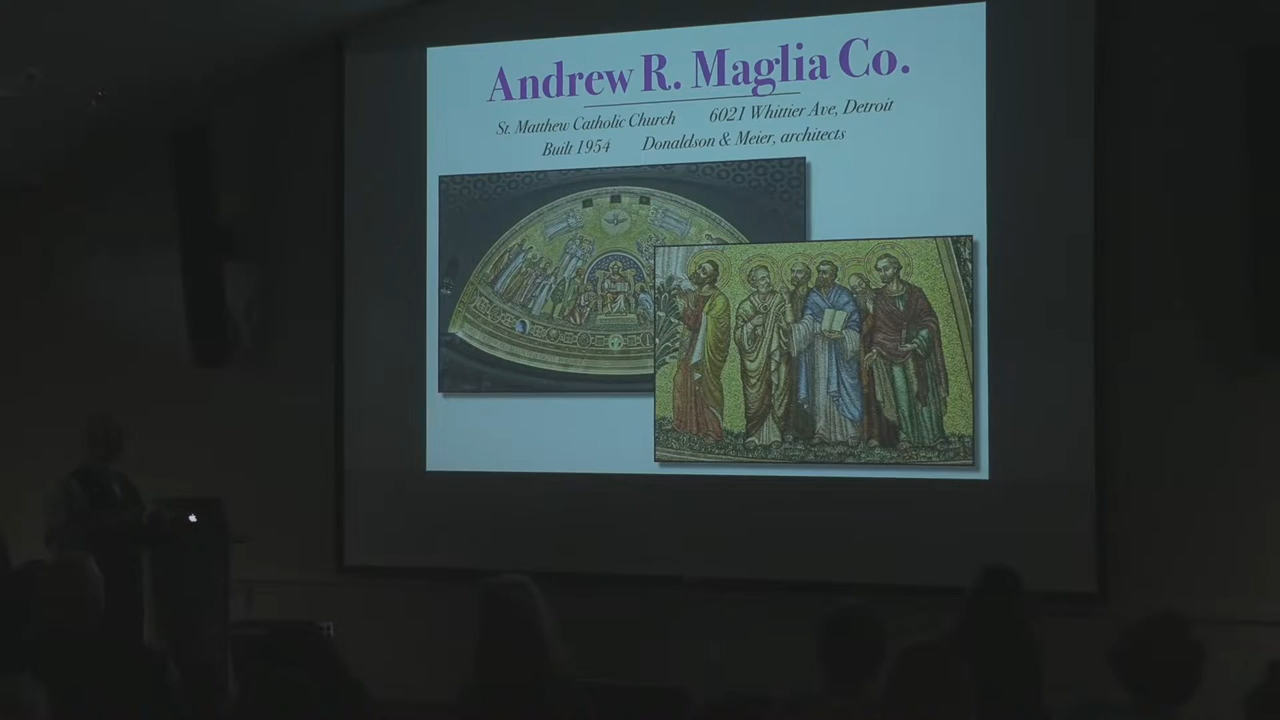 Andrew R. Maglia Co.
St. Matthew Catholic Church 6021 Whittier Ave, Detroit
Built 1954 Donaldson & Meier, architects